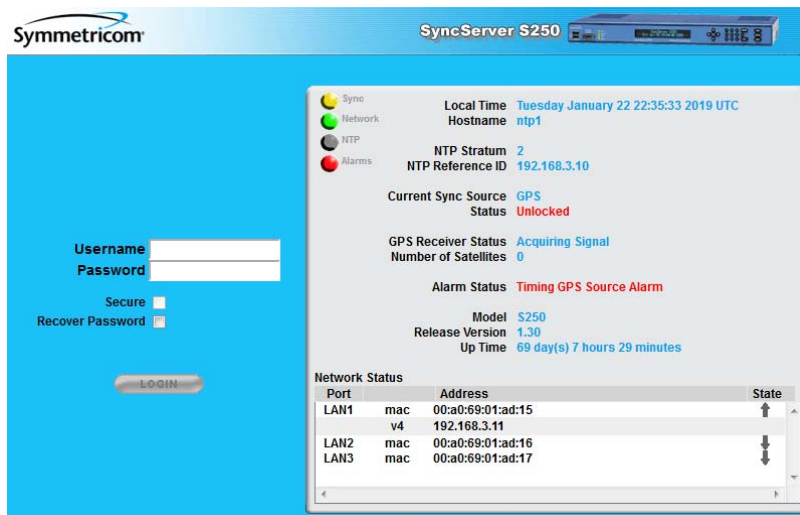 Symmetricom
SyncServer S250
Sync
Network
NTP
Alarms
Local Time Tuesday January 22 22:35:33 2019 UTC
Hostname ntp1
NTP Stratum 2
NTP Reference ID 192.168.3.10
Current Sync Source GPS
Status Unlocked
GPS Receiver Status Acquiring Signal
Number of Satellites 0
Alarm Status Timing GPS Source Alarm
Model S250
Release Version 1.30
Up Time 69 day(s) 7 hours 29 minutes
Username
Password
Secure
Recover Password
LOGIN
Network Status
Port Address State
LAN1 mac 00:a0:69:01:ad:15
v4 192.168.3.11
LAN2 mac 00:a0:69:01:ad:16
LAN3 mac 00:a0:69:01:ad:17